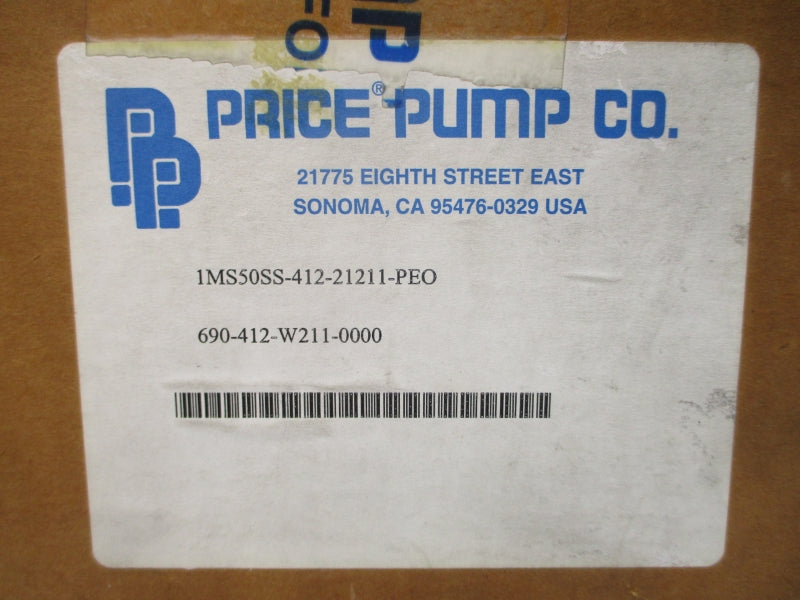 PRICE® PUMP CO.
21775 EIGHTH STREET EAST
SONOMA, CA 95476-0329 USA
1MS50SS-412-21211-PEO
690-412-W211-0000